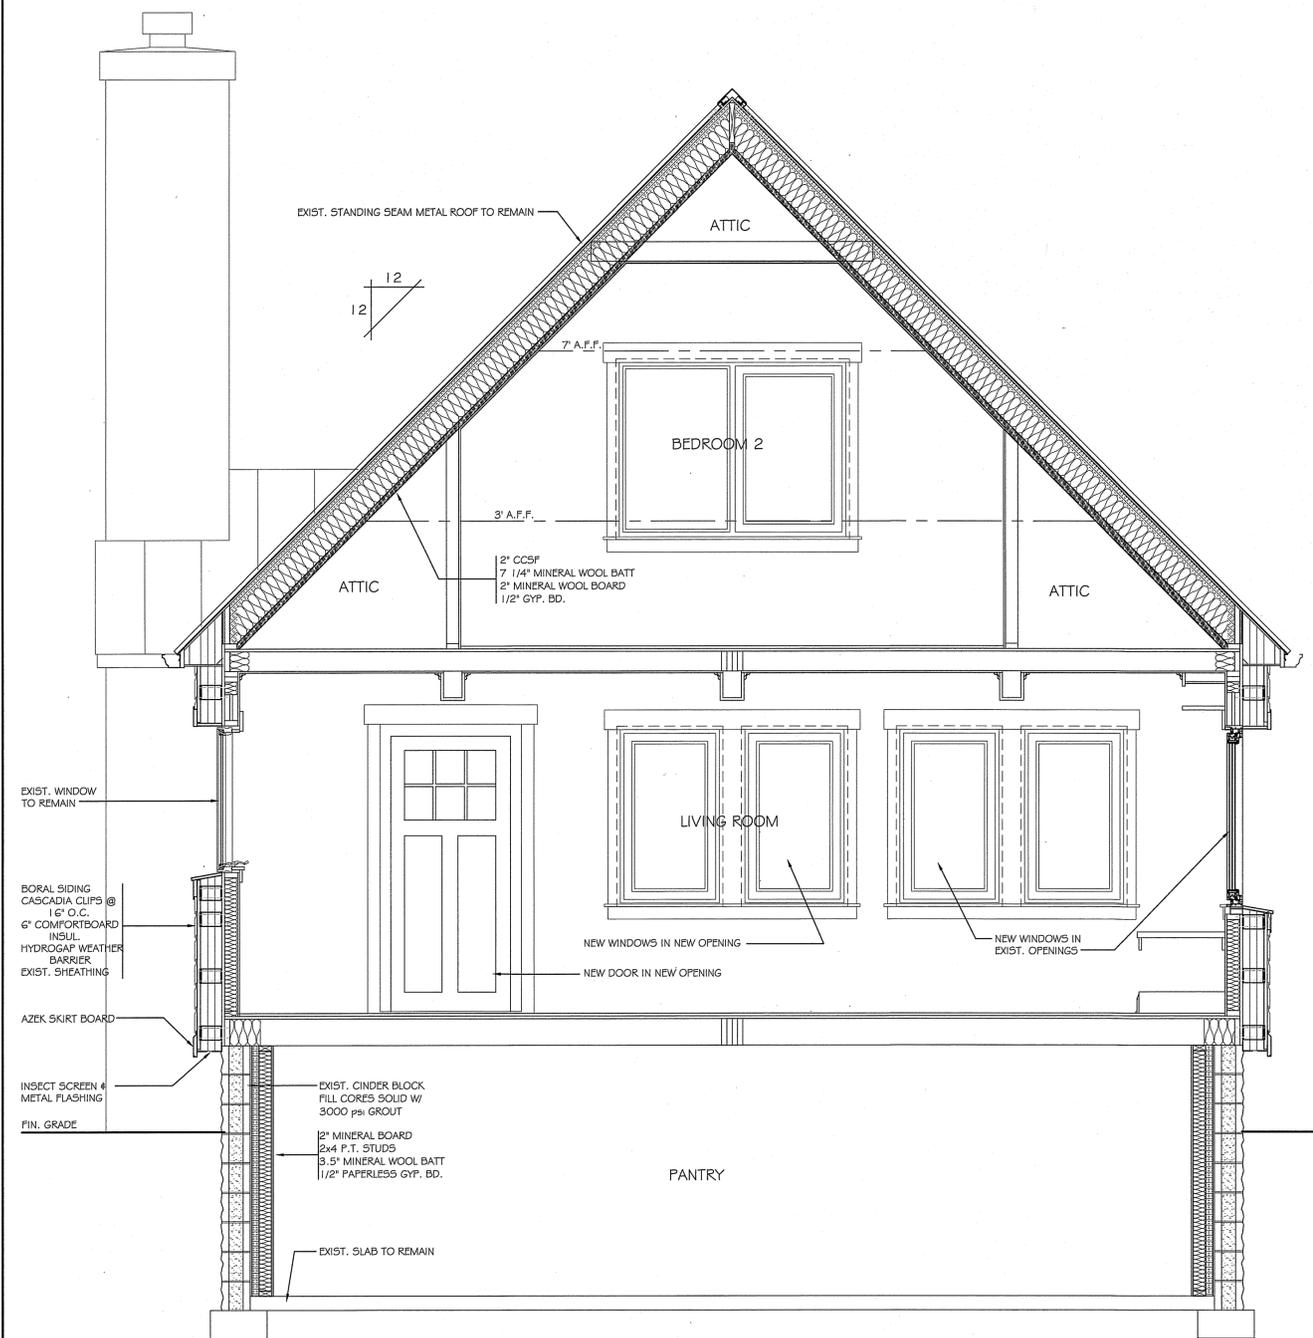 EXIST. STANDING SEAM METAL ROOF TO REMAIN
ATTIC
12
12
7' A.F.F.
BEDROOM 2
3' A.F.F.
2" CCSF
7 1/4" MINERAL WOOL BATT
2" MINERAL WOOL BOARD
1/2" GYP. BD.
ATTIC
ATTIC
EXIST. WINDOW
TO REMAIN
LIVING ROOM
BORAL SIDING
CASCADIA CLIPS @
16" O.C.
6" COMFORTBOARD
INSUL.
HYDROGAP WEATHER
BARRIER
EXIST. SHEATHING
NEW WINDOWS IN NEW OPENING
NEW WINDOWS IN
EXIST. OPENINGS
NEW DOOR IN NEW OPENING
AZEK SKIRT BOARD
INSECT SCREEN &
METAL FLASHING
EXIST. CINDER BLOCK
FILL CORES SOLID W/
3000 psi GROUT
FIN. GRADE
2" MINERAL BOARD
2x4 P.T. STUDS
3.5" MINERAL WOOL BATT
1/2" PAPERLESS GYP. BD.
PANTRY
EXIST. SLAB TO REMAIN